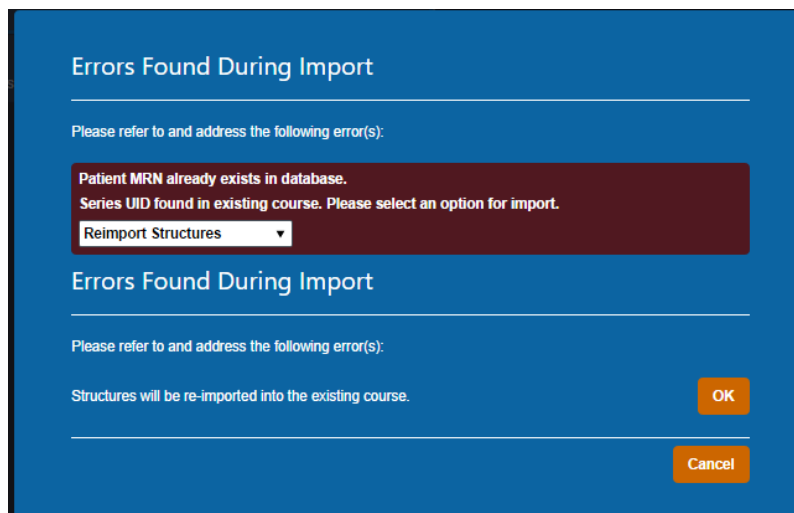 Errors Found During Import
Please refer to and address the following error(s):
Patient MRN already exists in database.
Series UID found in existing course. Please select an option for import.
Reimport Structures
Errors Found During Import
Please refer to and address the following error(s):
Structures will be re-imported into the existing course.
OK
Cancel